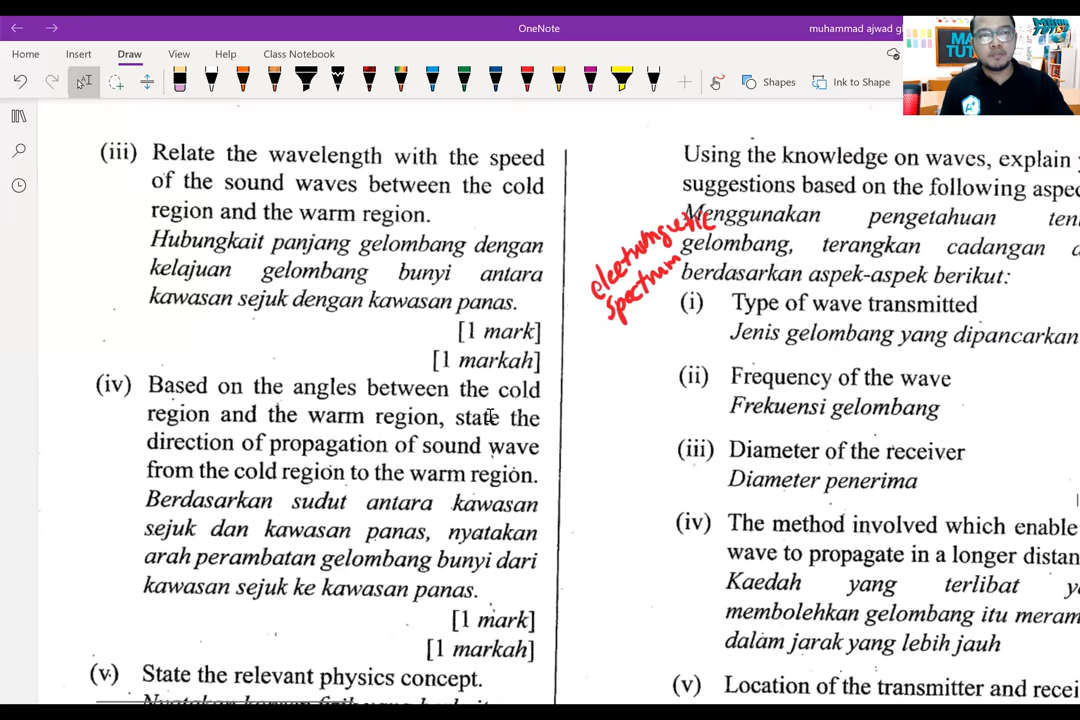 OneNote
muhammad ajwad
Home Insert Draw View Help Class Notebook
Shapes Ink to Shape
(iii) Relate the wavelength with the speed
of the sound waves between the cold
region and the warm region.
Hubungkait panjang gelombang dengan
kelajuan gelombang bunyi antara
kawasan sejuk dengan kawasan panas.
[1 mark]
[1 markah]
(iv) Based on the angles between the cold
region and the warm region, state the
direction of propagation of sound wave
from the cold region to the warm region.
Berdasarkan sudut antara kawasan
sejuk dan kawasan panas, nyatakan
arah perambatan gelombang bunyi dari
kawasan sejuk ke kawasan panas.
[1 mark]
[1 markah]
(v) State the relevant physics concept.
Using the knowledge on waves, explain
suggestions based on the following
Menggunakan pengetahuan
gelombang, terangkan cadangan
berdasarkan aspek-aspek berikut:
spectrum
(i) Type of wave transmitted
Jenis gelombang yang dipancarkan
(ii) Frequency of the wave
Frekuensi gelombang
(iii) Diameter of the receiver
Diameter penerima
(iv) The method involved which enable
wave to propagate in a longer
Kaedah yang terlibat
membolehkan gelombang itu
dalam jarak yang lebih jauh
(v) Location of the transmitter and